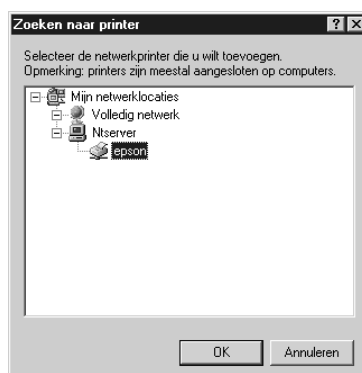 Zoeken naar printer
Selecteer de netwerkprinter die u wilt toevoegen.
Opmerking: printers zijn meestal aangesloten op computers.
Mijn netwerklocaties
Volledig netwerk
Ntserver
epson
OK Annuleren